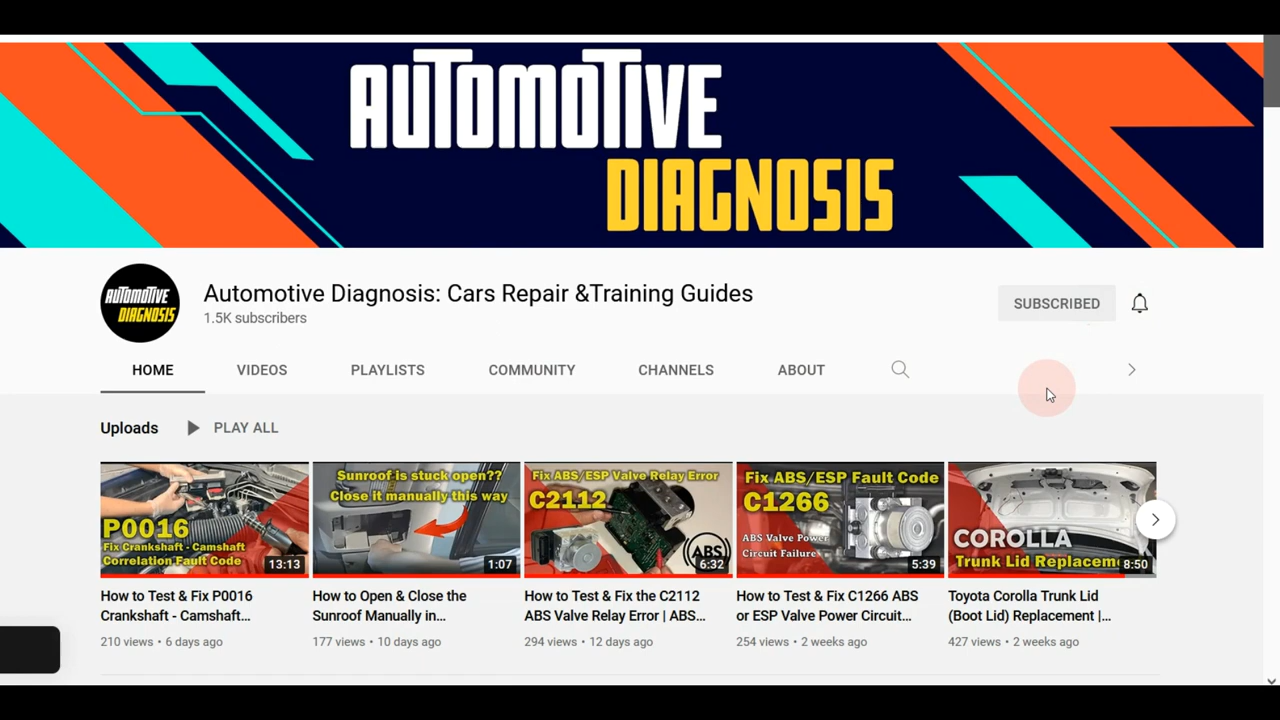 AUTOMOTIVE
DIAGNOSIS
AUTOMOTIVE
DIAGNOSIS
Automotive Diagnosis: Cars Repair &Training Guides
1.5K subscribers
SUBSCRIBED
HOME
VIDEOS
PLAYLISTS
COMMUNITY
CHANNELS
ABOUT
Uploads
PLAY ALL
P0016
Fix Crankshaft - Camshaft
Correlation Fault Code
13:13
Sunroof is stuck open??
Close it manually this way
1:07
Fix ABS/ESP Valve Relay Error
C2112
ABS
6:32
Fix ABS/ESP Fault Code
C1266
ABS Valve Power
Circuit Failure
5:39
COROLLA
Trunk Lid Replacem
8:50
How to Test & Fix P0016
Crankshaft - Camshaft...
210 views • 6 days ago
How to Open & Close the
Sunroof Manually in...
177 views • 10 days ago
How to Test & Fix the C2112
ABS Valve Relay Error | ABS...
294 views • 12 days ago
How to Test & Fix C1266 ABS
or ESP Valve Power Circuit...
254 views • 2 weeks ago
Toyota Corolla Trunk Lid
(Boot Lid) Replacement |...
427 views • 2 weeks ago